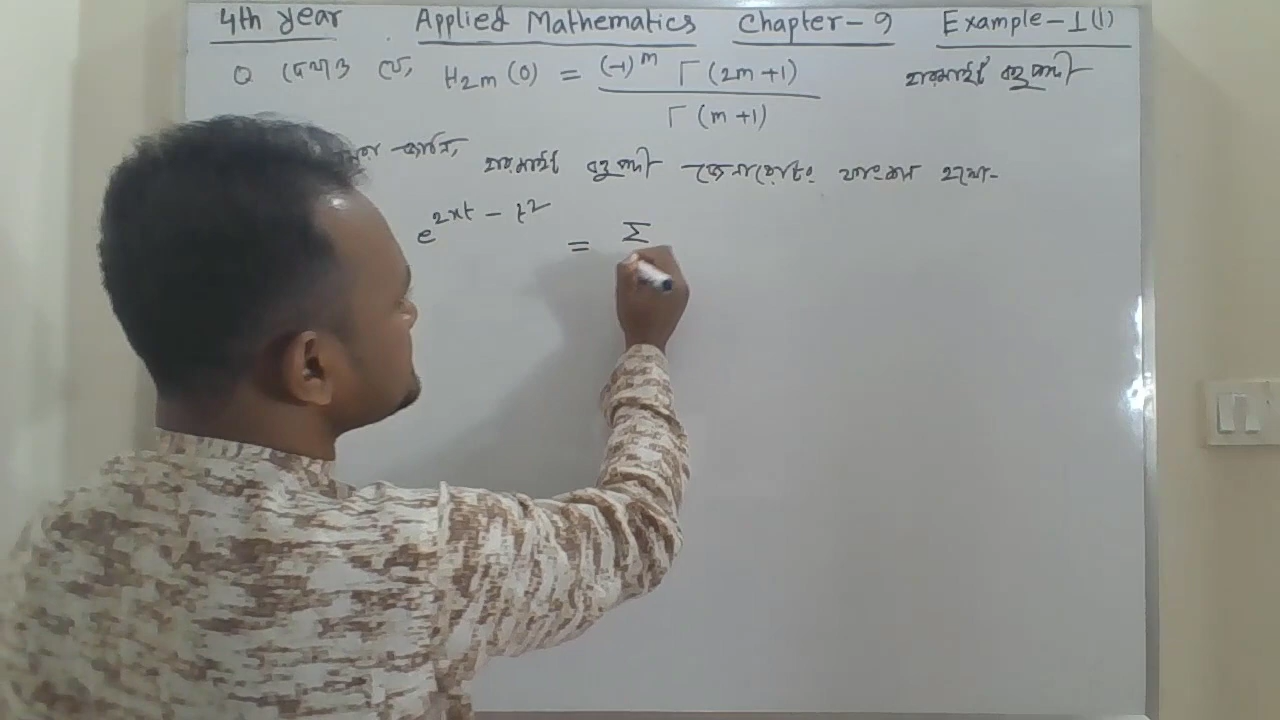 4th year Applied Mathematics Chapter-9 Example-1(i)
Q দেখাও যে, H₂ₘ(0) = (-1)ᵐ Γ(2m+1) / Γ(m+1) হারমাইট বহুপদী
জানি, হারমাইট বহুপদী জেনারেটিং ফাংশন হলো-
e^{2xt - t²} = Σ